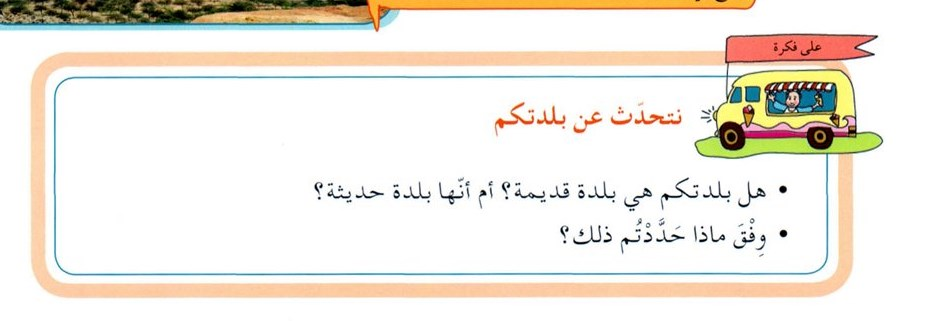 على فكرة
نتحدَث عن بلدتكم
• هل بلدتكم هي بلدة قديمة؟ أم أنّها بلدة حديثة؟
• وِفْقَ ماذا حَدَّدْتُم ذلك؟